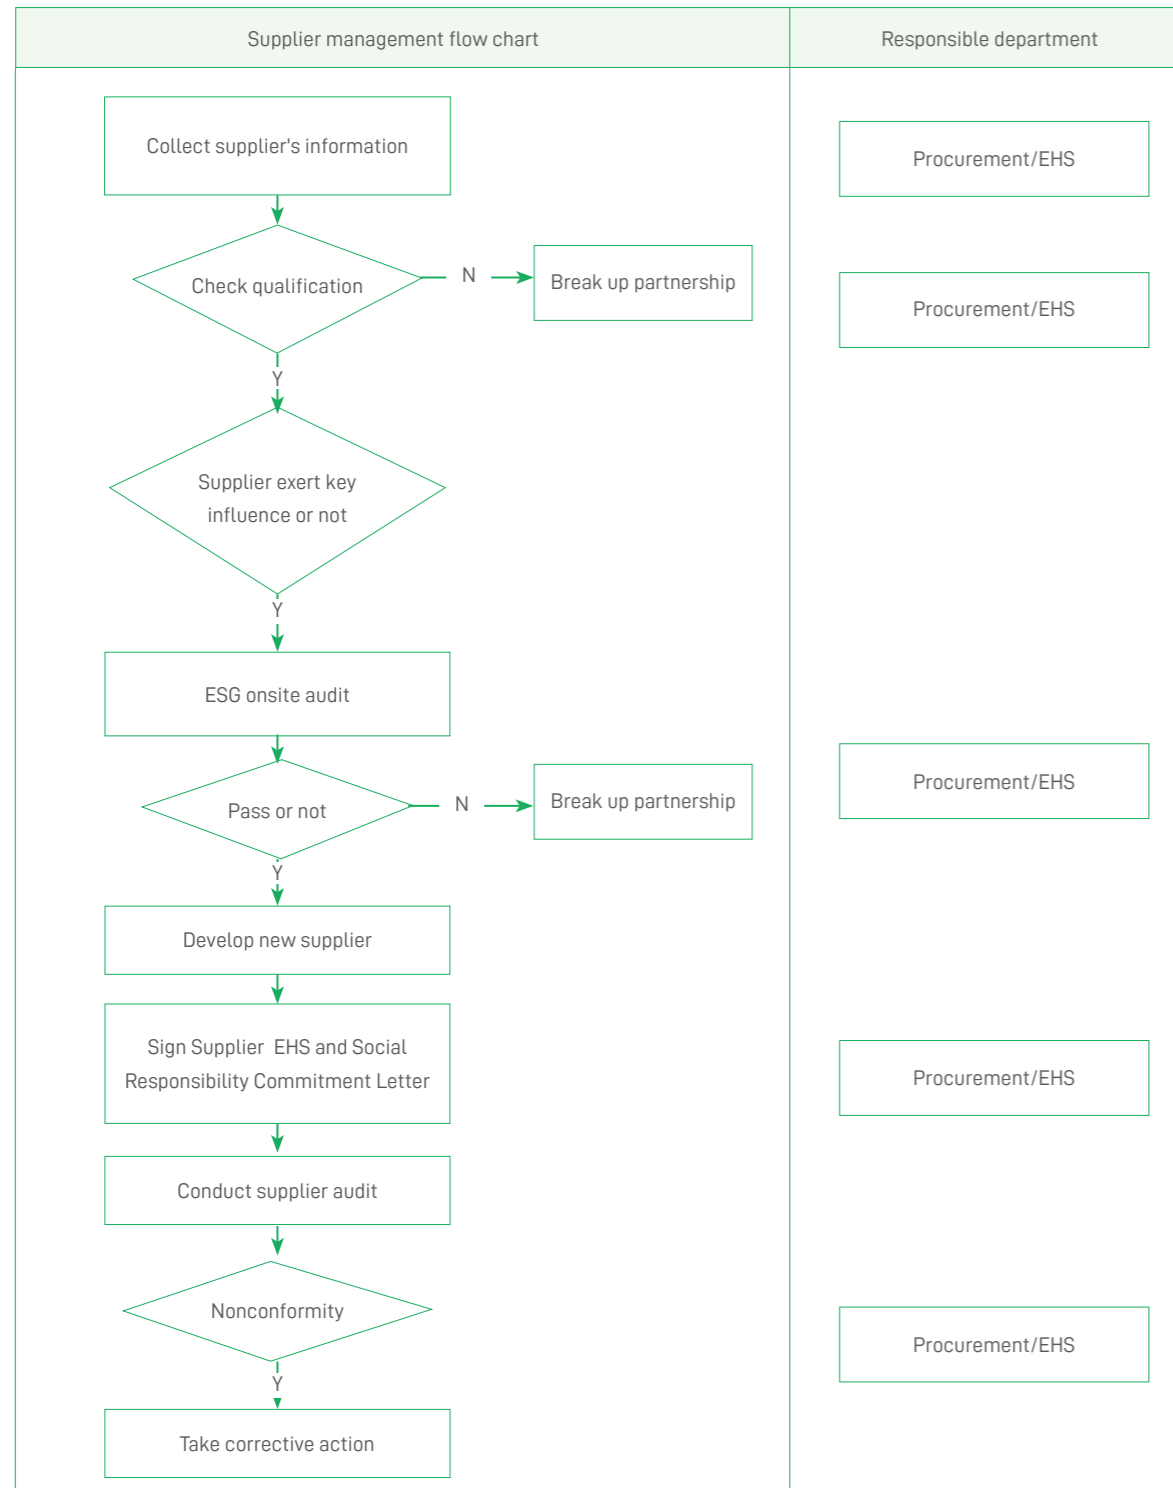 Supplier management flow chart
Responsible department
Collect supplier's information
Procurement/EHS
Check qualification
N
Break up partnership
Procurement/EHS
Y
Supplier exert key
influence or not
Y
ESG onsite audit
Procurement/EHS
Pass or not
N
Break up partnership
Y
Develop new supplier
Sign Supplier EHS and Social
Responsibility Commitment Letter
Procurement/EHS
Conduct supplier audit
Nonconformity
Procurement/EHS
Y
Take corrective action